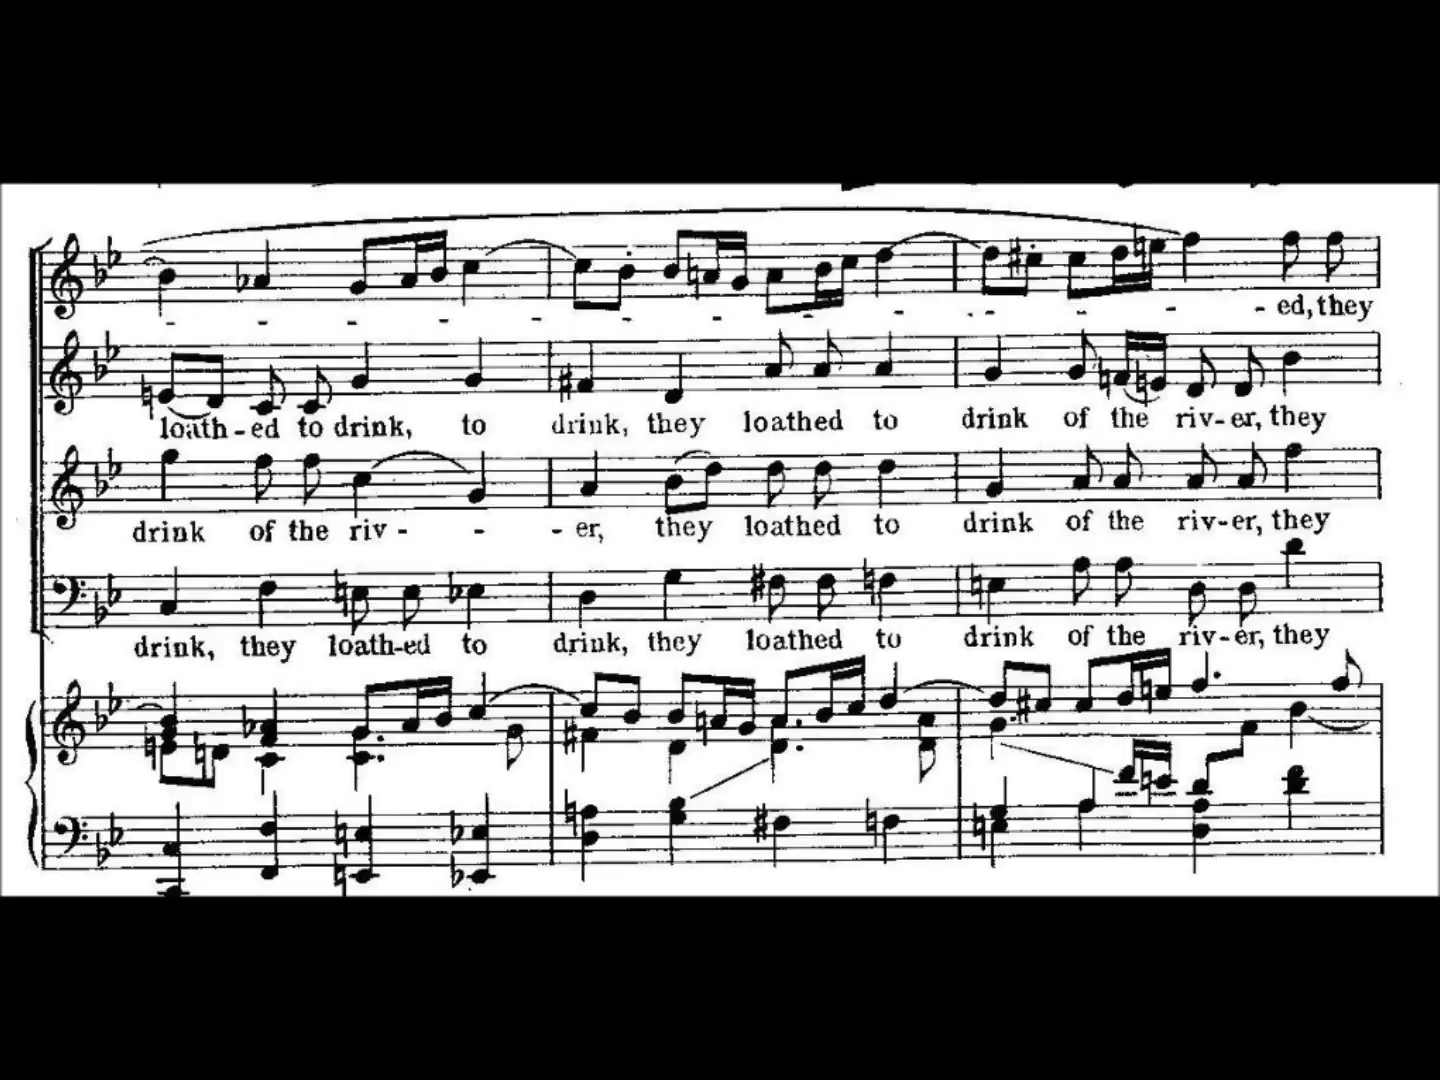 - - - - - - - - - - - - - ed, they
loath - ed to drink, to drink, they loathed to drink of the riv - er, they
drink of the riv - - - er, they loathed to drink of the riv - er, they
drink, they loath - ed to drink, they loathed to drink of the riv - er, they